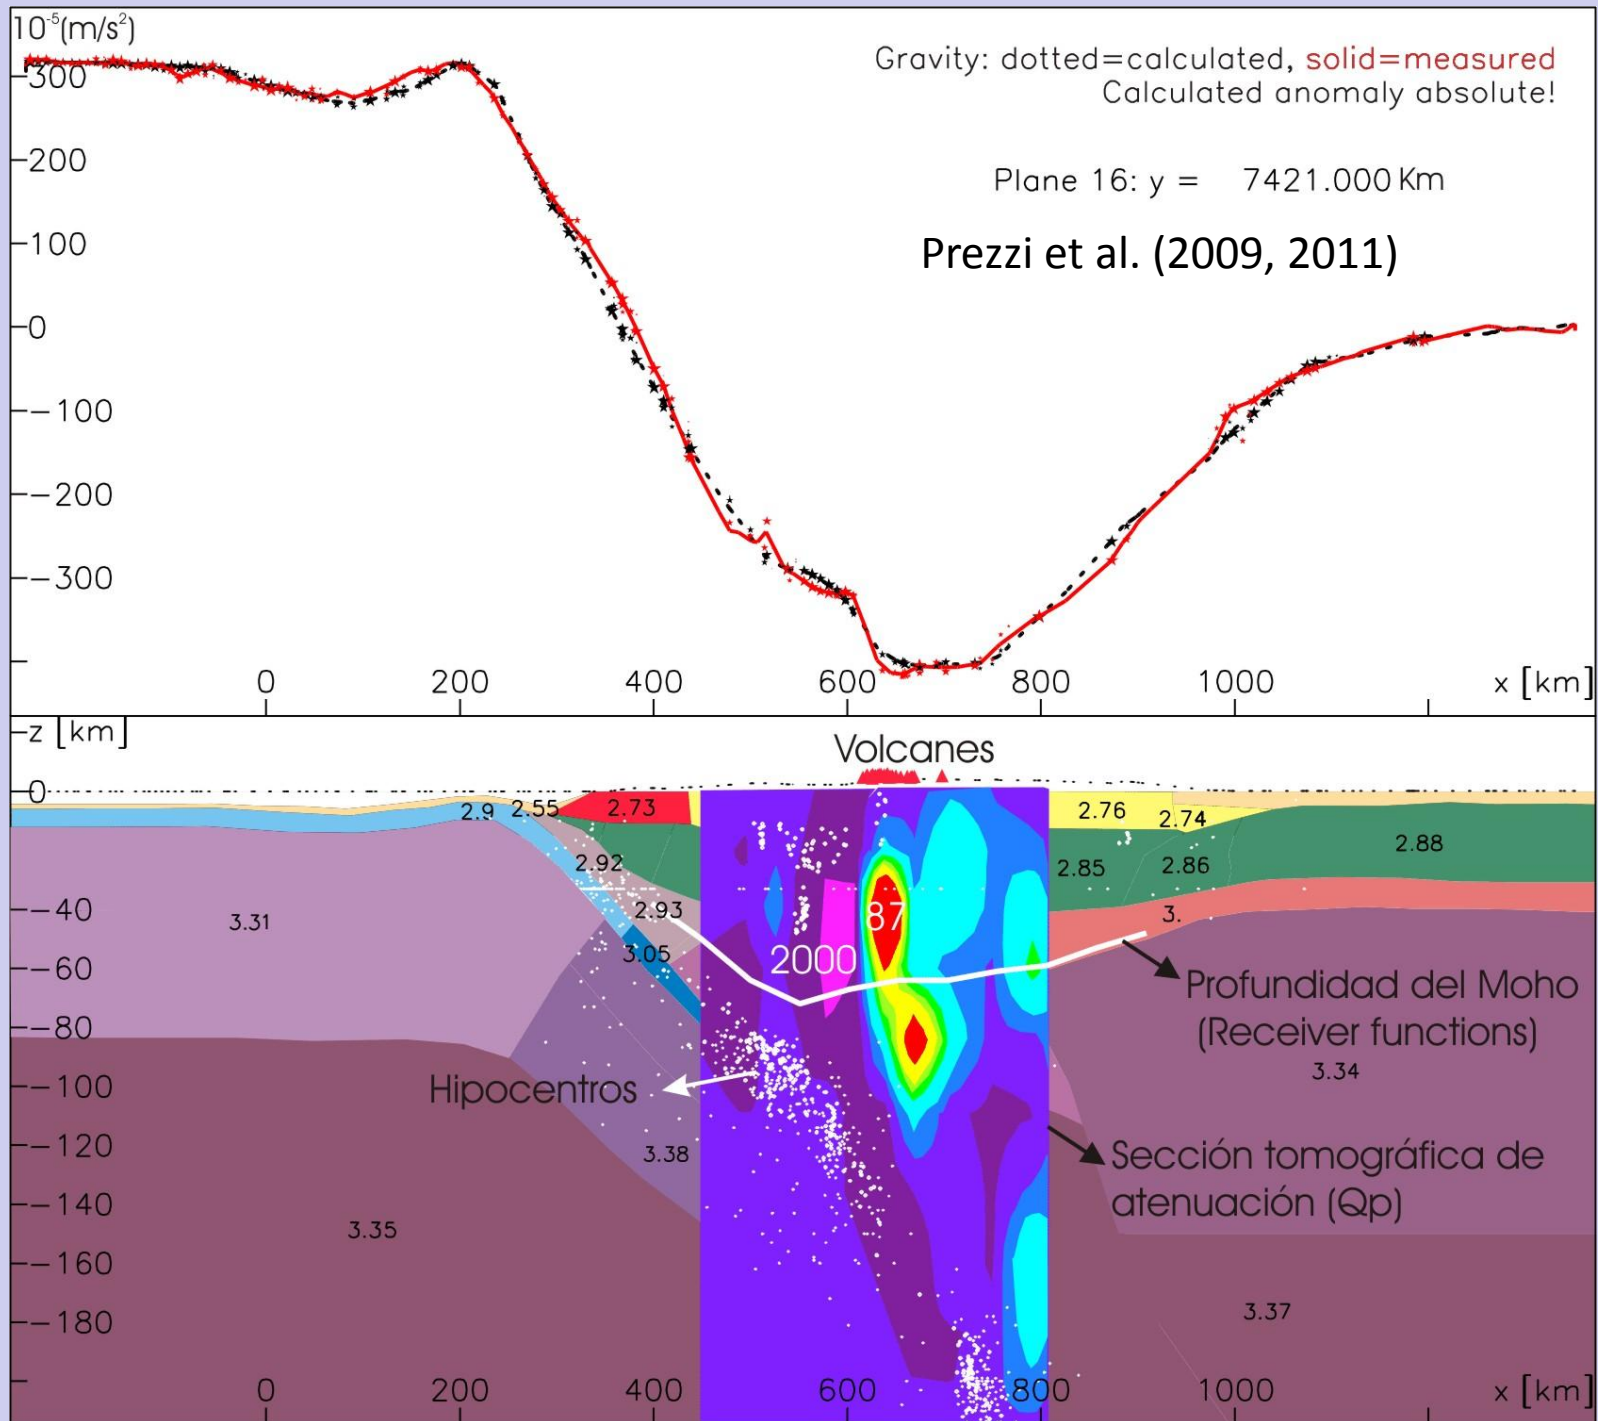 10⁻⁵(m/s²)
Gravity: dotted=calculated, solid=measured
Calculated anomaly absolute!
Plane 16: y = 7421.000 Km
Prezzi et al. (2009, 2011)
300
200
100
0
−100
−200
−300
0 200 400 600 800 1000 x [km]
z [km]
Volcanes
0
2.9 2.55 2.73 2.76 2.74
2.92 2.85 2.86 2.88
−40
3.31 2.93 87 3.
3.05 2000
−60
Profundidad del Moho
(Receiver functions)
−80
3.34
−100
Hipocentros
−120
3.38
Sección tomográfica de
atenuación (Qp)
−140
3.35
−160
−180
3.37
0 200 400 600 800 1000 x [km]